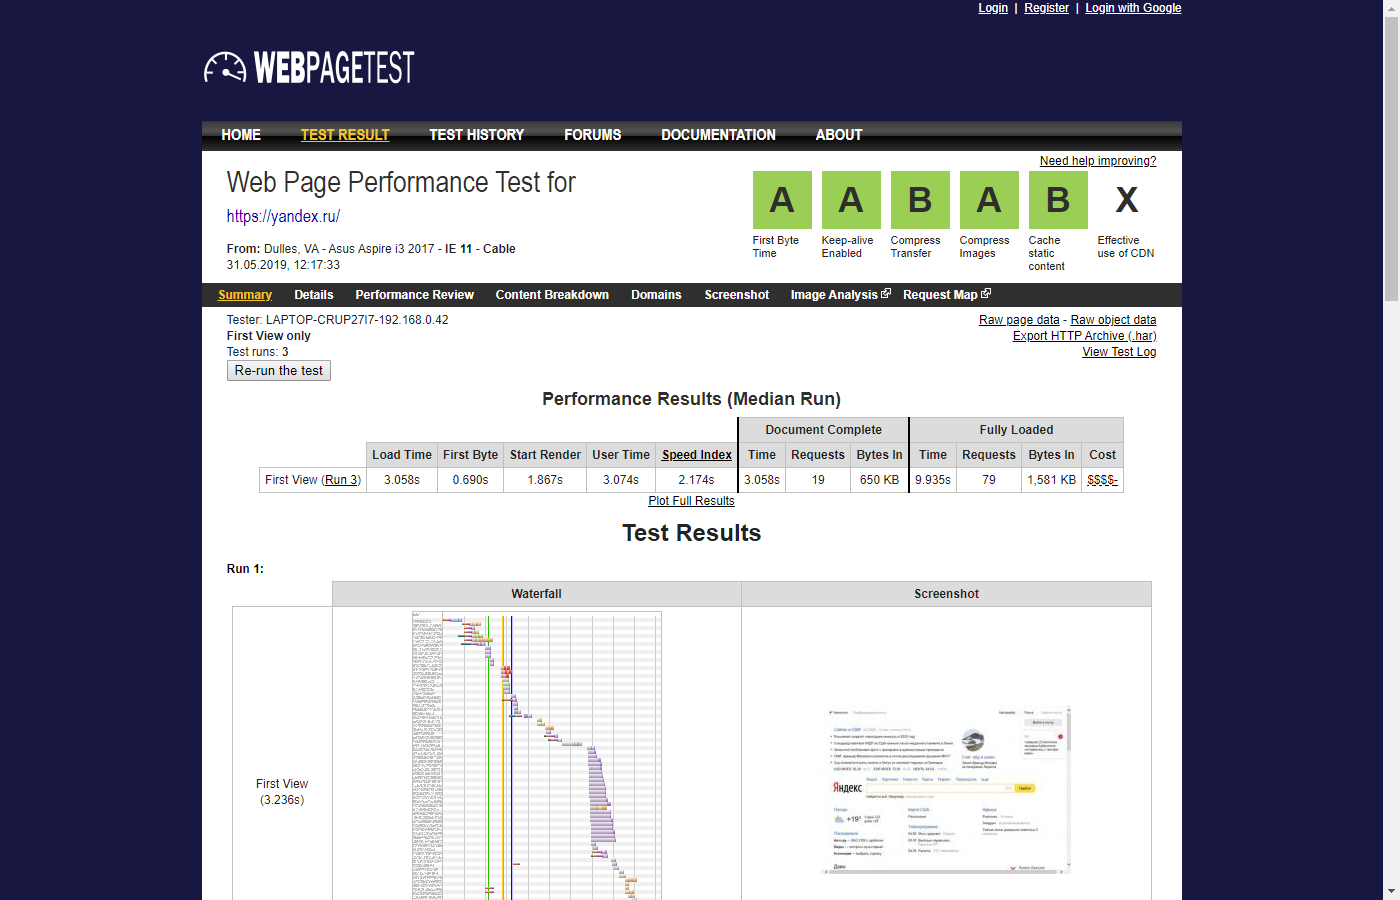 Login | Register | Login with Google
WEBPAGETEST
HOME TEST RESULT TEST HISTORY FORUMS DOCUMENTATION ABOUT
Need help improving?
Web Page Performance Test for
https://yandex.ru/
From: Dulles, VA - Asus Aspire i3 2017 - IE 11 - Cable
31.05.2019, 12:17:33
A A B A B X
First Byte Time
Keep-alive Enabled
Compress Transfer
Compress Images
Cache static content
Effective use of CDN
Summary Details Performance Review Content Breakdown Domains Screenshot Image Analysis Request Map
Tester: LAPTOP-CRUP27I7-192.168.0.42
First View only
Test runs: 3
Re-run the test
Raw page data - Raw object data
Export HTTP Archive (.har)
View Test Log
Performance Results (Median Run)
Document Complete Fully Loaded
Load Time First Byte Start Render User Time Speed Index Time Requests Bytes In Time Requests Bytes In Cost
First View (Run 3) 3.058s 0.690s 1.867s 3.074s 2.174s 3.058s 19 650 KB 9.935s 79 1,581 KB $$$$-
Plot Full Results
Test Results
Run 1:
Waterfall Screenshot
First View
(3.236s)
Яндекс
Найти
+19°